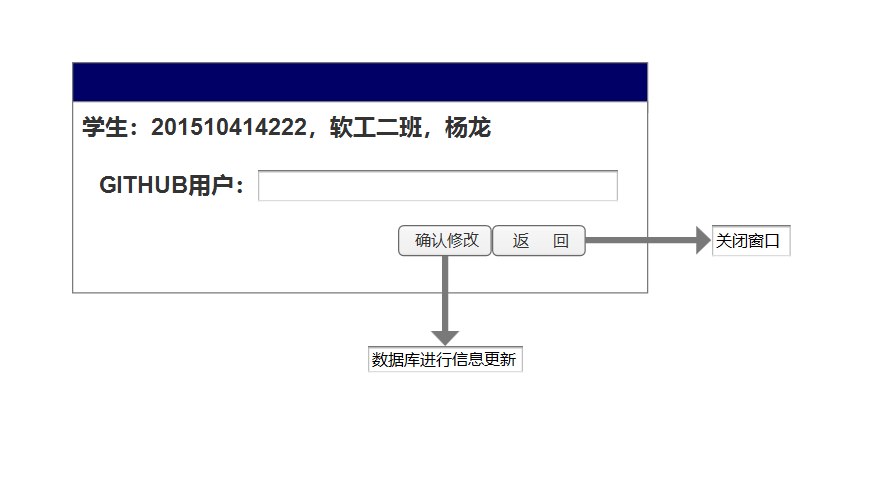 学生：201510414222，软工二班，杨龙
GITHUB用户：
确认修改
返 回
关闭窗口
数据库进行信息更新